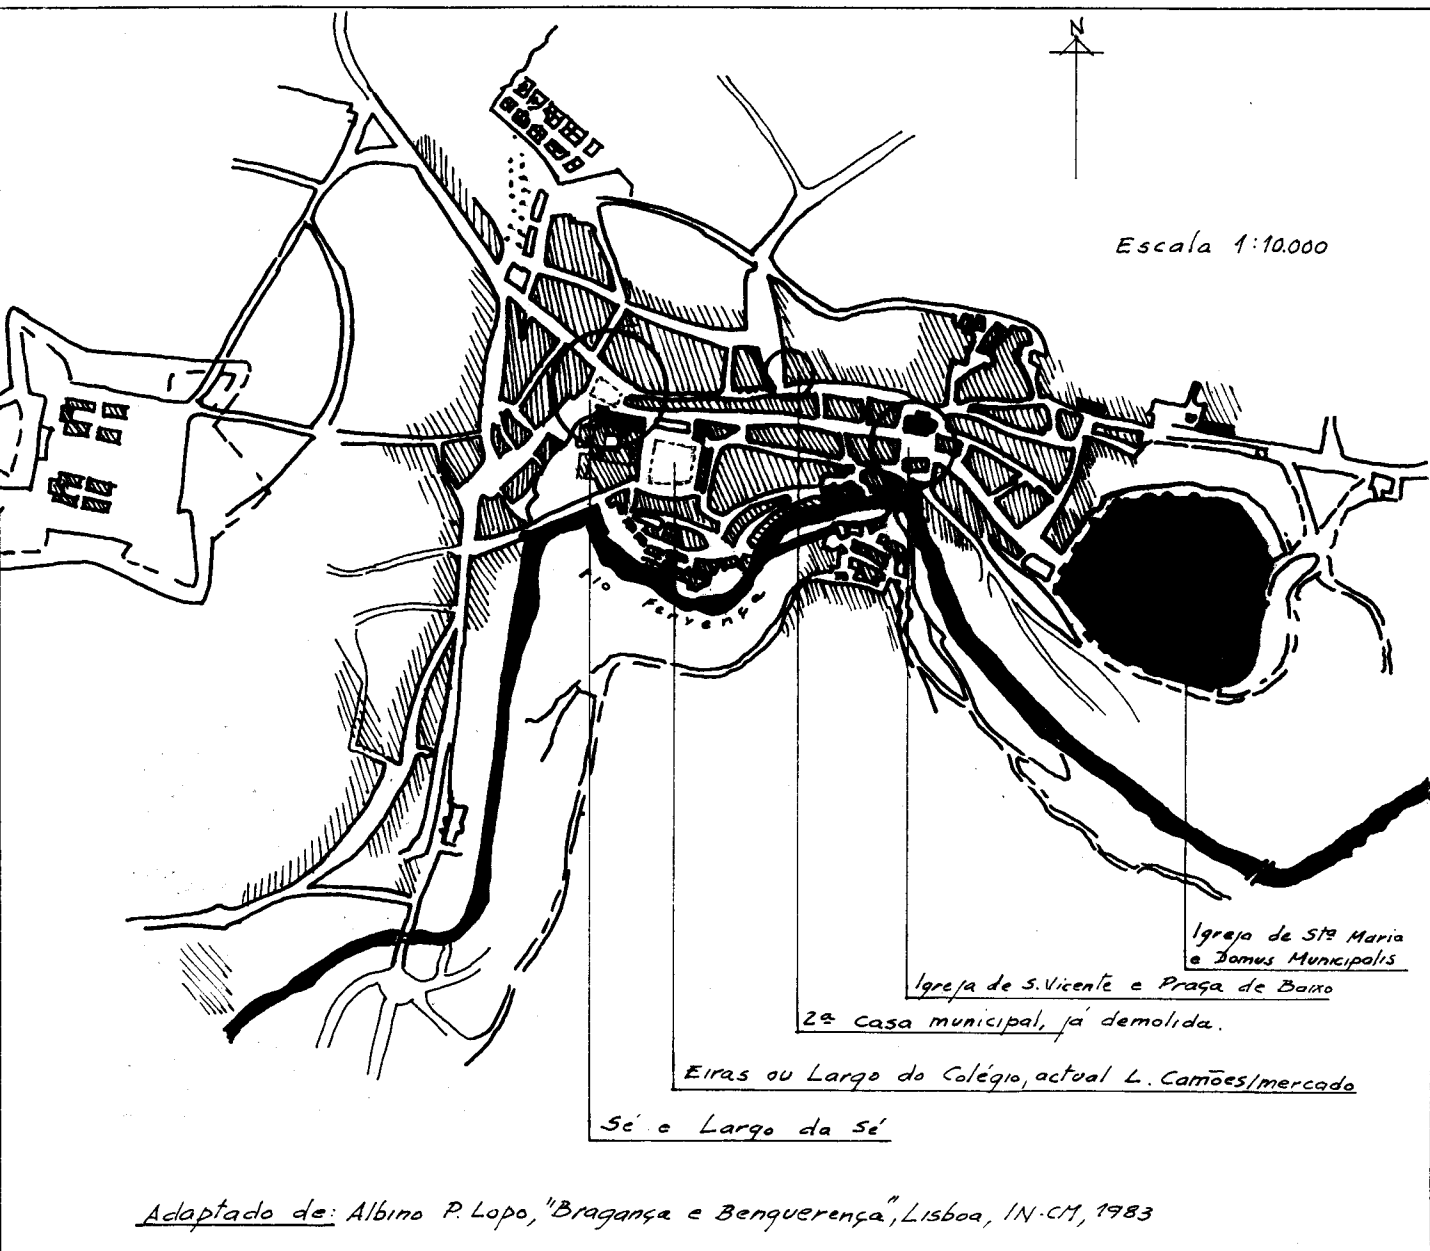 N
Escala 1:10.000
Rio Fervença
Igreja de Stª Maria
e Domus Municipalis
Igreja de S. Vicente e Praça de Baixo
2ª casa municipal, já demolida.
Eiras ou Largo do Colégio, actual L. Camões/mercado
Sé e Largo da Sé
Adaptado de: Albino P. Lopo, "Bragança e Benquerença", Lisboa, IN-CM, 1983